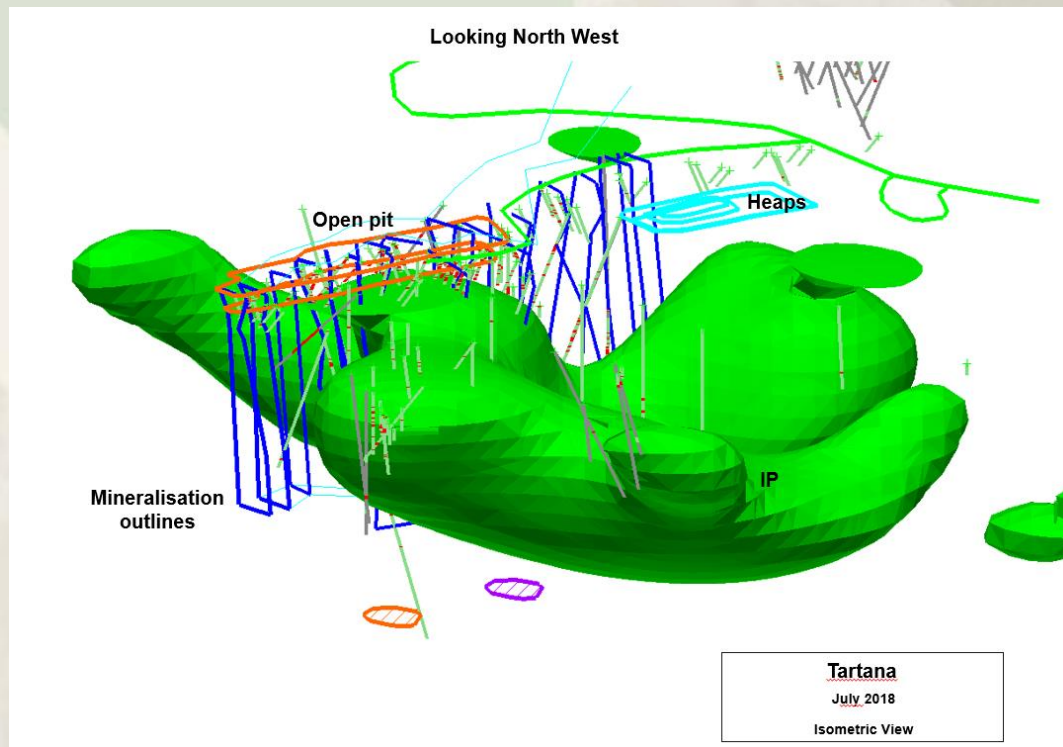 Looking North West
Open pit
Heaps
IP
Mineralisation
outlines
Tartana
July 2018
Isometric View